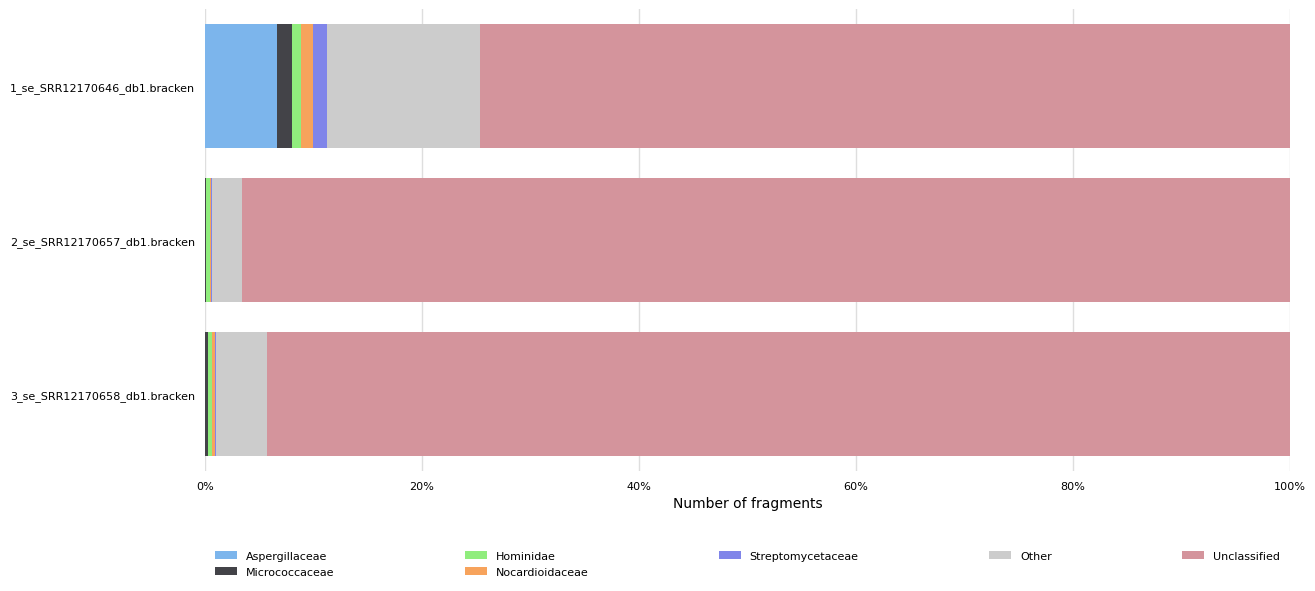 1_se_SRR12170646_db1.bracken
2_se_SRR12170657_db1.bracken
3_se_SRR12170658_db1.bracken
0% 20% 40% 60% 80% 100%
Number of fragments
Aspergillaceae Hominidae Streptomycetaceae Other Unclassified
Micrococcaceae Nocardioidaceae